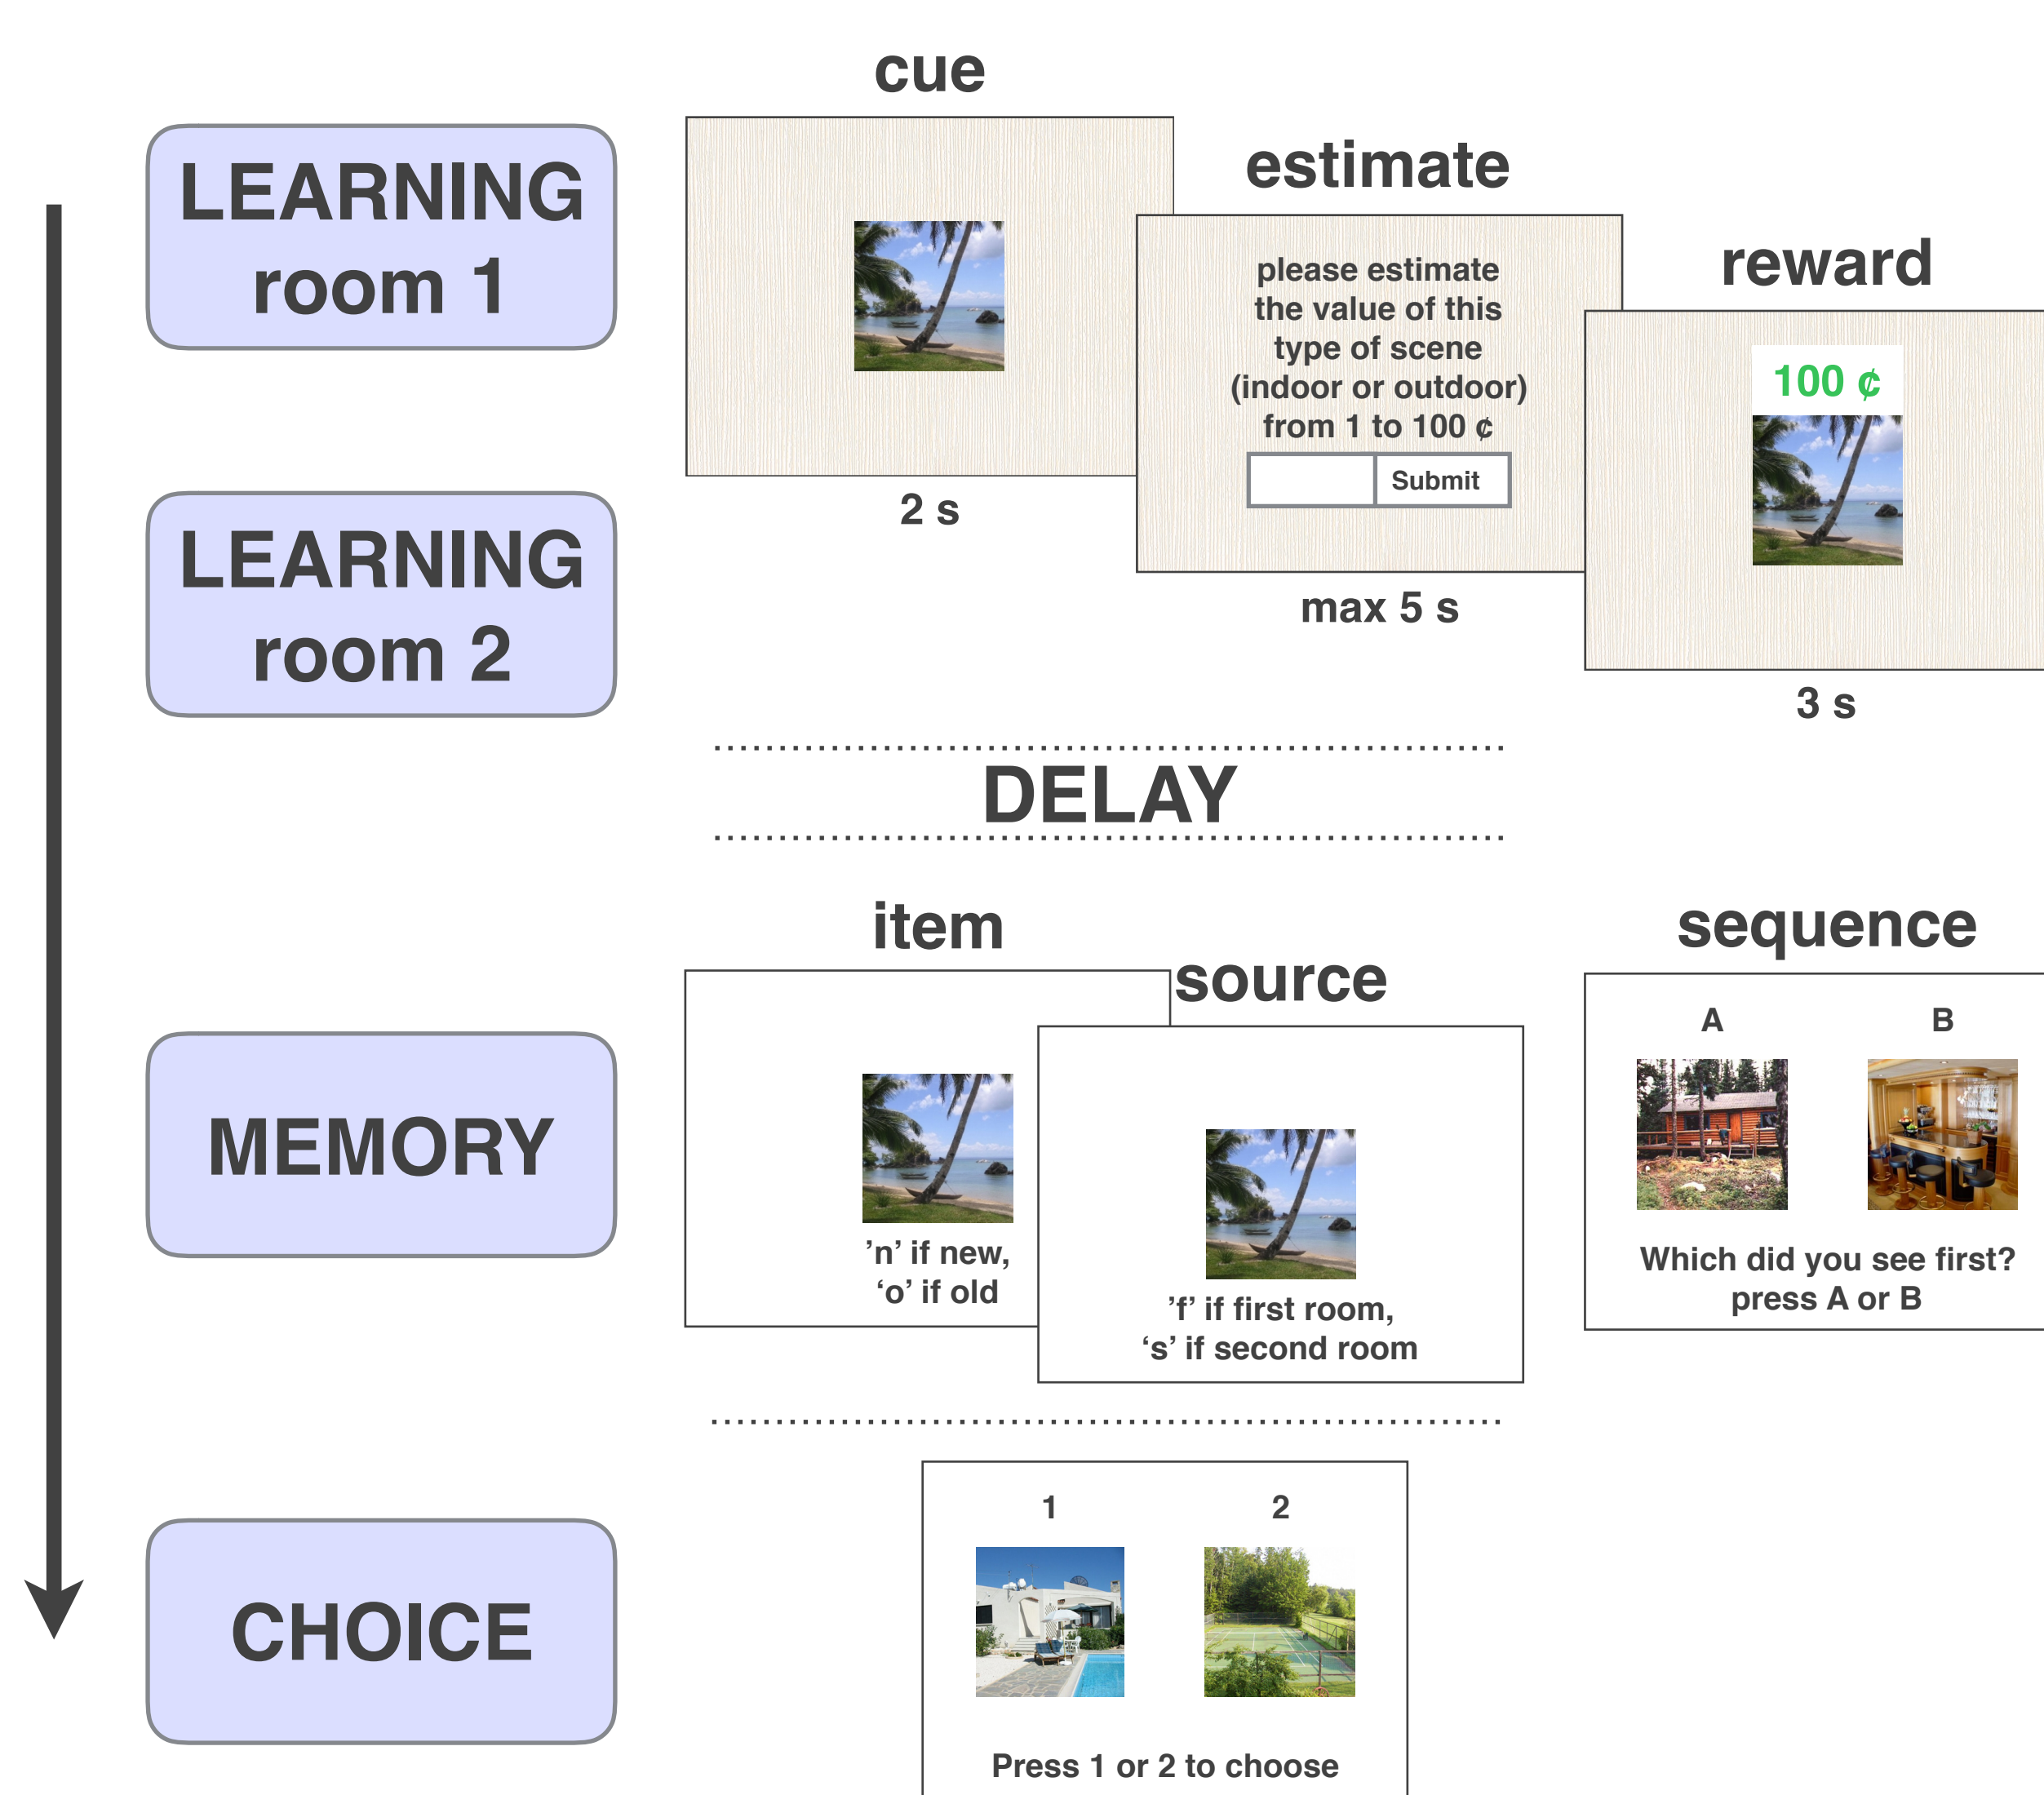 LEARNING
room 1
cue
2 s
estimate
please estimate
the value of this
type of scene
(indoor or outdoor)
from 1 to 100 ¢
Submit
max 5 s
reward
100 ¢
3 s
LEARNING
room 2
DELAY
MEMORY
item
’n’ if new,
‘o’ if old
source
’f’ if first room,
‘s’ if second room
sequence
A
B
Which did you see first?
press A or B
CHOICE
1
2
Press 1 or 2 to choose